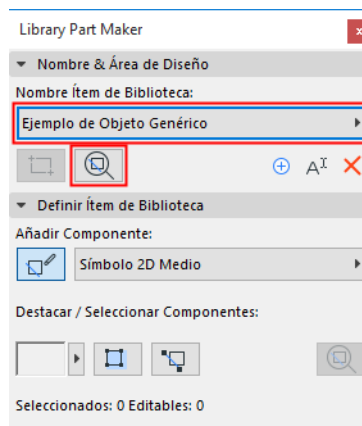 Library Part Maker
Nombre & Área de Diseño
Nombre Ítem de Biblioteca:
Ejemplo de Objeto Genérico
Definir Ítem de Biblioteca
Añadir Componente:
Símbolo 2D Medio
Destacar / Seleccionar Componentes:
Seleccionados: 0 Editables: 0